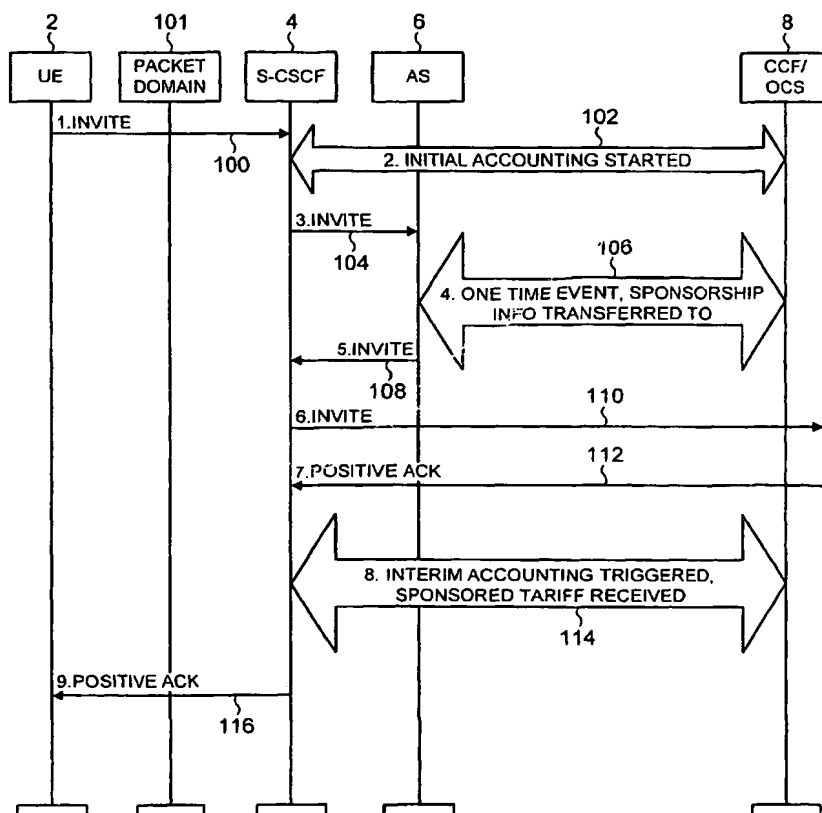 2 101 4 6 8
UE PACKET DOMAIN S-CSCF AS CCF/ OCS
1.INVITE
100
102
2. INITIAL ACCOUNTING STARTED
3.INVITE
104
106
4. ONE TIME EVENT, SPONSORSHIP
INFO TRANSFERRED TO
5.INVITE
108
6.INVITE
110
112
7.POSITIVE ACK
8. INTERIM ACCOUNTING TRIGGERED,
SPONSORED TARIFF RECEIVED
114
9.POSITIVE ACK
116